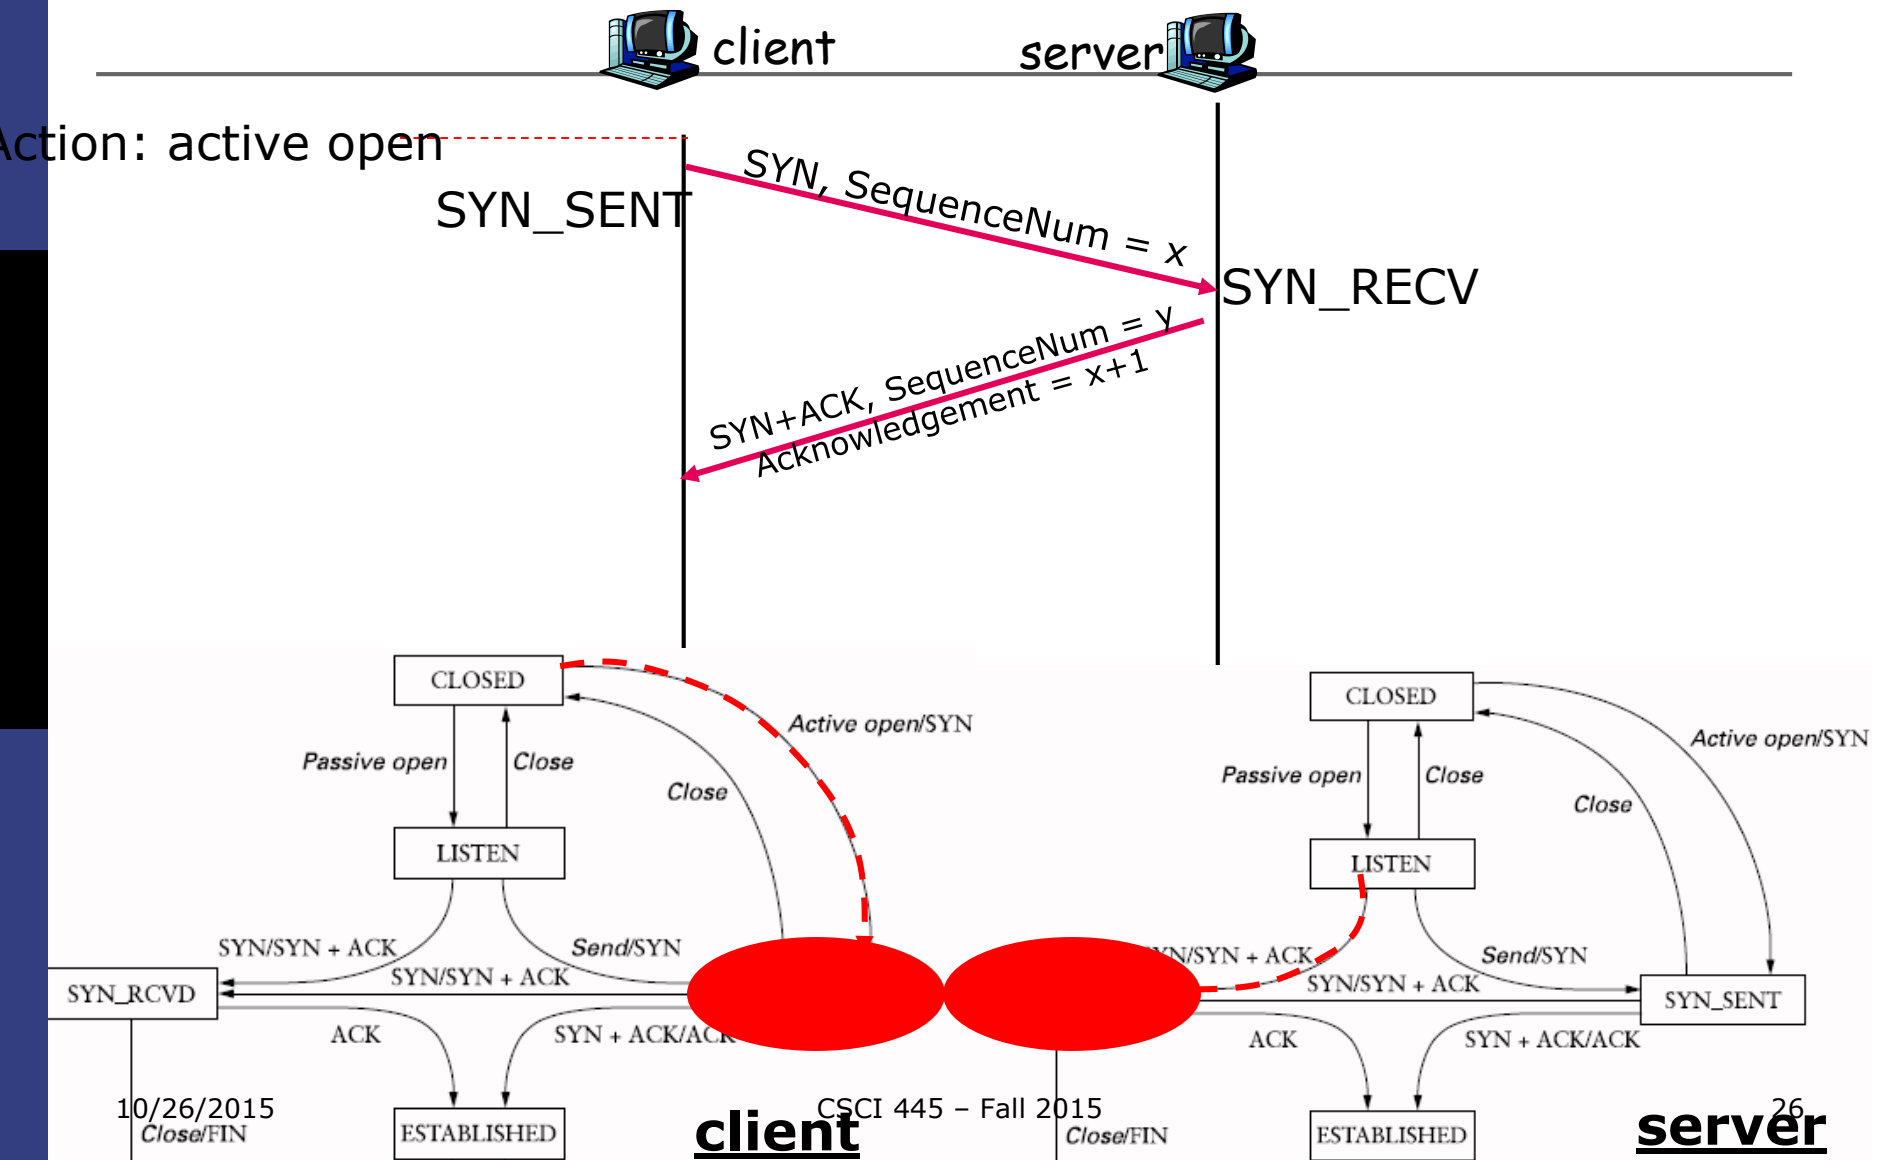 client
server
Action: active open
SYN_SENT
SYN, SequenceNum = x
SYN_RECV
SYN+ACK, SequenceNum = y
Acknowledgement = x+1
CLOSED
Active open/SYN
Passive open
Close
Close
LISTEN
SYN/SYN + ACK
Send/SYN
SYN/SYN + ACK
SYN_RCVD
ACK
SYN + ACK/ACK
Close/FIN
ESTABLISHED
client
CLOSED
Active open/SYN
Passive open
Close
Close
LISTEN
SYN/SYN + ACK
Send/SYN
SYN/SYN + ACK
SYN_SENT
ACK
SYN + ACK/ACK
Close/FIN
ESTABLISHED
server
10/26/2015
CSCI 445 – Fall 2015
26